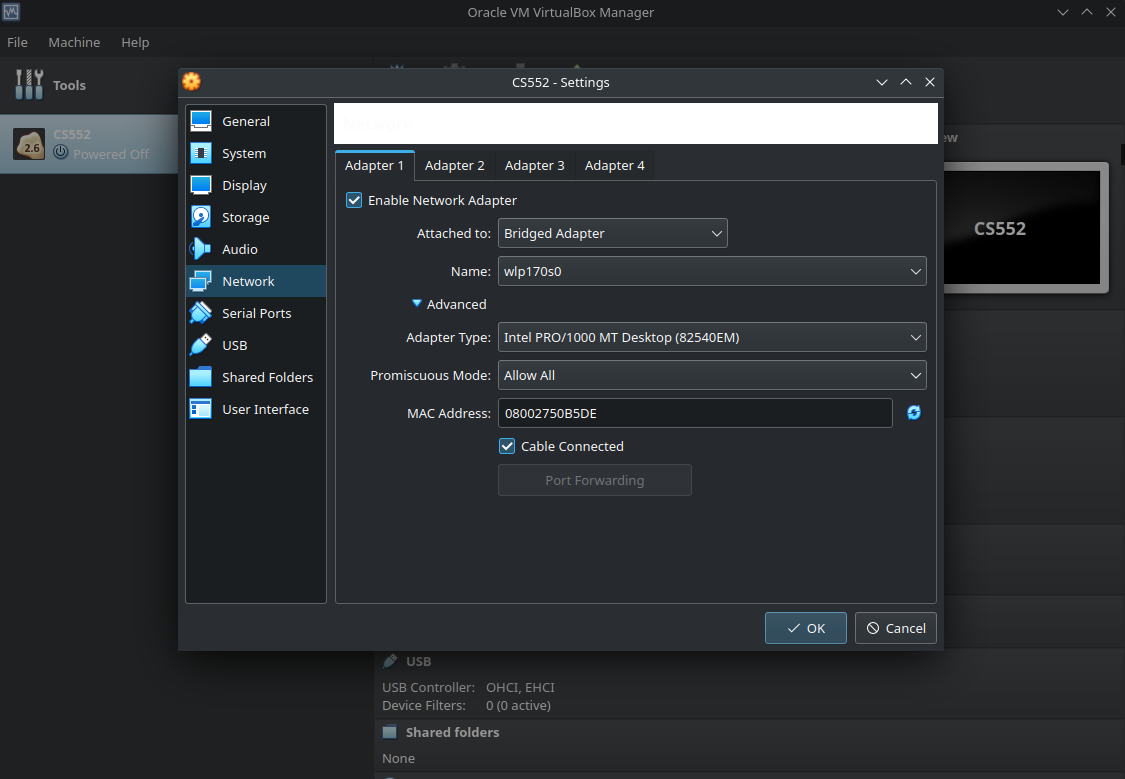 Oracle VM VirtualBox Manager
File Machine Help
Tools
CS552
2.6
Powered Off
CS552 - Settings
General
System
Display
Storage
Audio
Network
Serial Ports
USB
Shared Folders
User Interface
Adapter 1 Adapter 2 Adapter 3 Adapter 4
Enable Network Adapter
Attached to: Bridged Adapter
Name: wlp170s0
Advanced
Adapter Type: Intel PRO/1000 MT Desktop (82540EM)
Promiscuous Mode: Allow All
MAC Address: 08002750B5DE
Cable Connected
Port Forwarding
OK Cancel
CS552
USB
USB Controller: OHCI, EHCI
Device Filters: 0 (0 active)
Shared folders
None